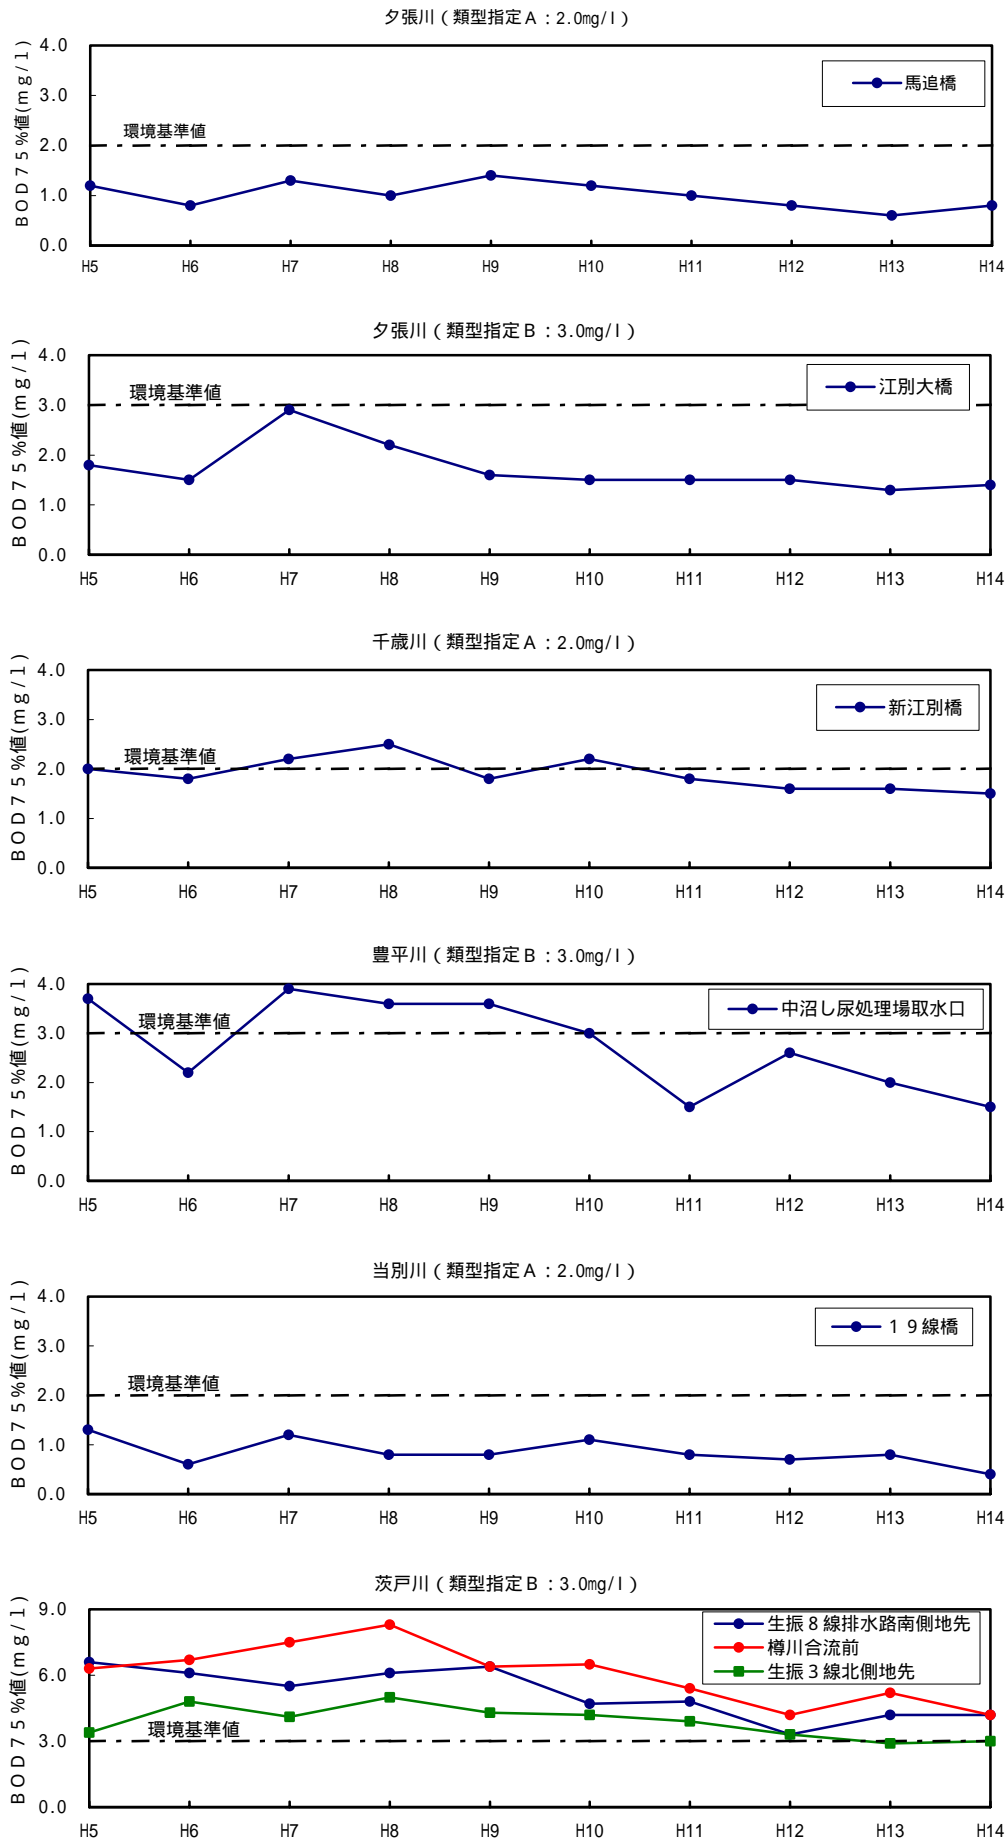 夕張川（類型指定Ａ：2.0mg/l）
ＢＯＤ７５％値(ｍｇ/ｌ)
4.0
3.0
2.0
1.0
0.0
環境基準値
馬追橋
H5 H6 H7 H8 H9 H10 H11 H12 H13 H14
夕張川（類型指定Ｂ：3.0mg/l）
ＢＯＤ７５％値(ｍｇ/ｌ)
4.0
3.0
2.0
1.0
0.0
環境基準値
江別大橋
H5 H6 H7 H8 H9 H10 H11 H12 H13 H14
千歳川（類型指定Ａ：2.0mg/l）
ＢＯＤ７５％値(ｍｇ/ｌ)
4.0
3.0
2.0
1.0
0.0
環境基準値
新江別橋
H5 H6 H7 H8 H9 H10 H11 H12 H13 H14
豊平川（類型指定Ｂ：3.0mg/l）
ＢＯＤ７５％値(ｍｇ/ｌ)
4.0
3.0
2.0
1.0
0.0
環境基準値
中沼し尿処理場取水口
H5 H6 H7 H8 H9 H10 H11 H12 H13 H14
当別川（類型指定Ａ：2.0mg/l）
ＢＯＤ７５％値(ｍｇ/ｌ)
4.0
3.0
2.0
1.0
0.0
環境基準値
１９線橋
H5 H6 H7 H8 H9 H10 H11 H12 H13 H14
茨戸川（類型指定Ｂ：3.0mg/l）
ＢＯＤ７５％値(ｍｇ/ｌ)
9.0
6.0
3.0
0.0
環境基準値
生振８線排水路南側地先
樽川合流前
生振３線北側地先
H5 H6 H7 H8 H9 H10 H11 H12 H13 H14